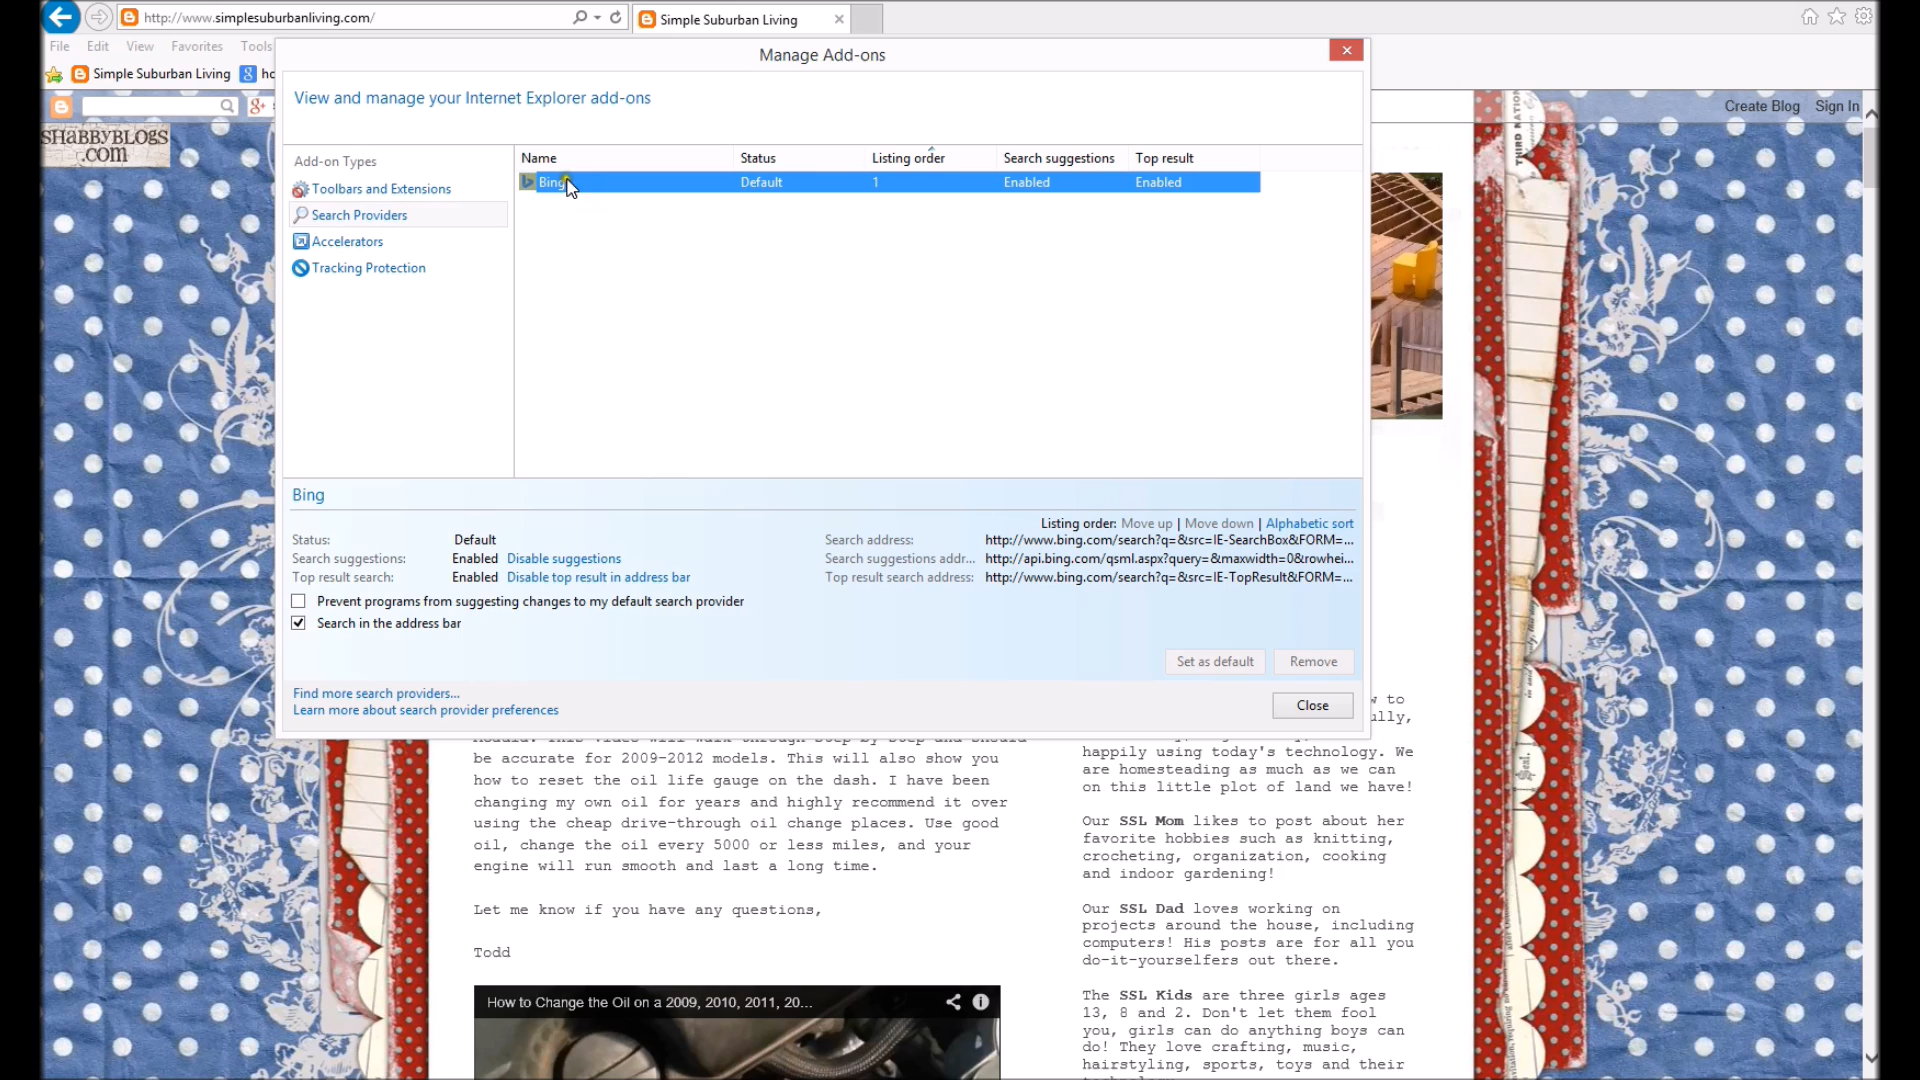 http://www.simplesuburbanliving.com/
Simple Suburban Living
File Edit View Favorites Tools
Manage Add-ons
Simple Suburban Living
View and manage your Internet Explorer add-ons
Create Blog Sign In
SHABBYBLOGS
.COM
Add-on Types
Toolbars and Extensions
Search Providers
Accelerators
Tracking Protection
Name Status Listing order Search suggestions Top result
Bing Default 1 Enabled Enabled
Bing
Listing order: Move up | Move down | Alphabetic sort
Status: Default
Search suggestions: Enabled Disable suggestions
Top result search: Enabled Disable top result in address bar
Search address: http://www.bing.com/search?q=&src=IE-SearchBox&FORM=...
Search suggestions addr... http://api.bing.com/qsml.aspx?query=&maxwidth=0&rowhei...
Top result search address: http://www.bing.com/search?q=&src=IE-TopResult&FORM=...
Prevent programs from suggesting changes to my default search provider
Search in the address bar
Set as default Remove
Find more search providers...
Learn more about search provider preferences
Close
be accurate for 2009-2012 models. This will also show you
how to reset the oil life gauge on the dash. I have been
changing my own oil for years and highly recommend it over
using the cheap drive-through oil change places. Use good
oil, change the oil every 5000 or less miles, and your
engine will run smooth and last a long time.
Let me know if you have any questions,
Todd
How to Change the Oil on a 2009, 2010, 2011, 20...
happily using today's technology. We
are homesteading as much as we can
on this little plot of land we have!
Our SSL Mom likes to post about her
favorite hobbies such as knitting,
crocheting, organization, cooking
and indoor gardening!
Our SSL Dad loves working on
projects around the house, including
computers! His posts are for all you
do-it-yourselfers out there.
The SSL Kids are three girls ages
13, 8 and 2. Don't let them fool
you, girls can do anything boys can
do! They love crafting, music,
hairstyling, sports, toys and their